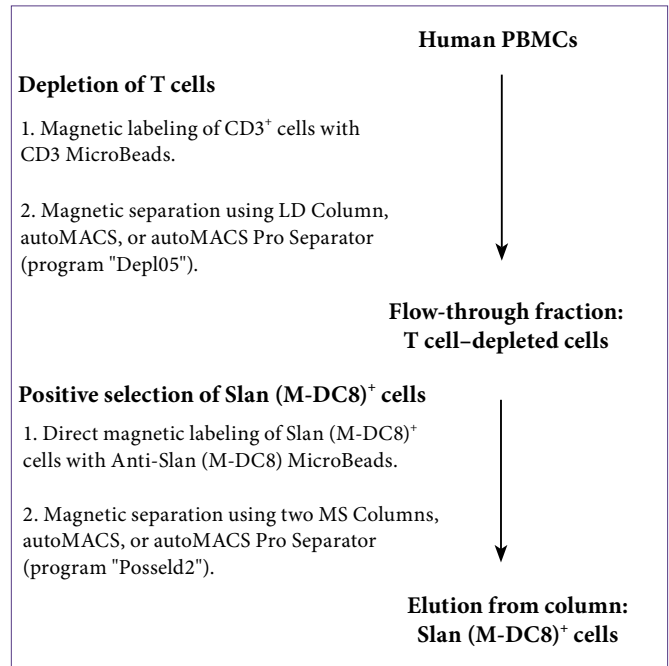 Human PBMCs
Depletion of T cells
1. Magnetic labeling of CD3⁺ cells with
CD3 MicroBeads.
2. Magnetic separation using LD Column,
autoMACS, or autoMACS Pro Separator
(program "Depl05").
Flow-through fraction:
T cell–depleted cells
Positive selection of Slan (M-DC8)⁺ cells
1. Direct magnetic labeling of Slan (M-DC8)⁺
cells with Anti-Slan (M-DC8) MicroBeads.
2. Magnetic separation using two MS Columns,
autoMACS, or autoMACS Pro Separator
(program "Posseld2").
Elution from column:
Slan (M-DC8)⁺ cells